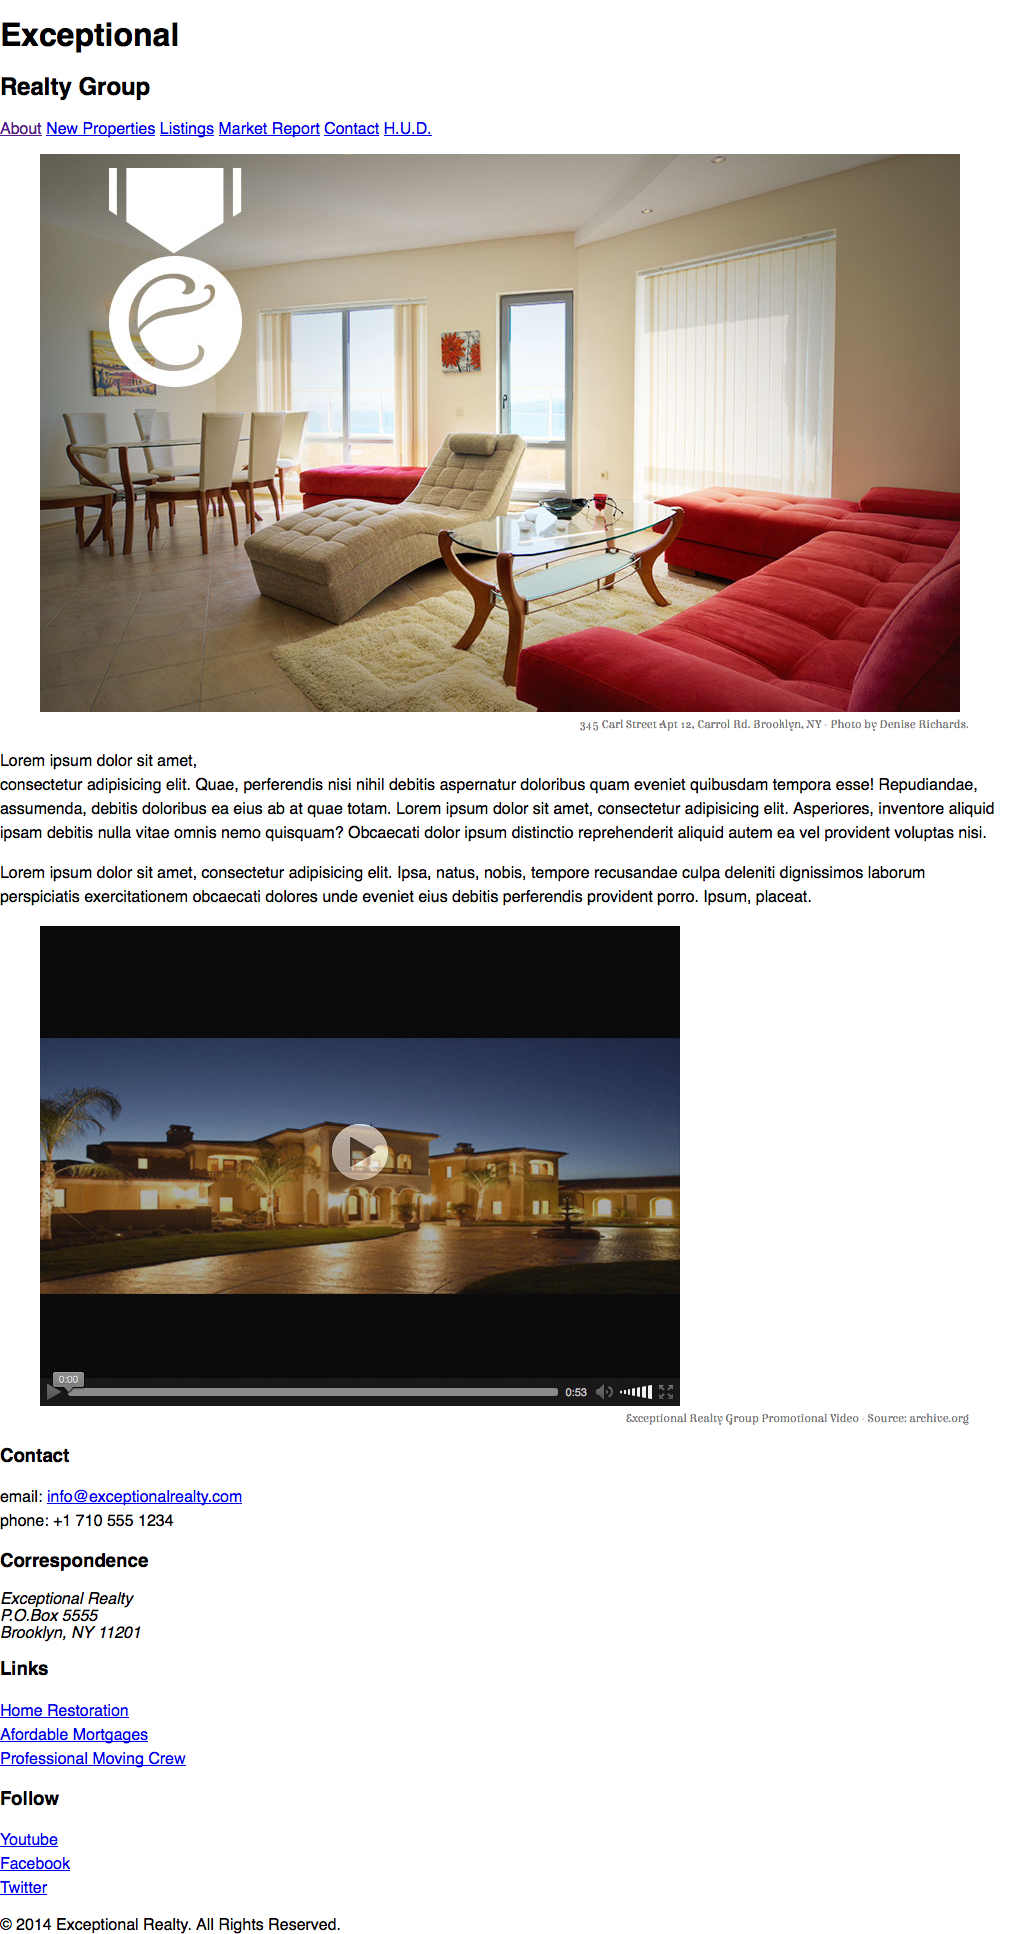 Exceptional
Realty Group
About New Properties Listings Market Report Contact H.U.D.
e
345 Carl Street Apt 12, Carrol Rd. Brooklyn, NY - Photo by Denise Richards.
Lorem ipsum dolor sit amet,
consectetur adipisicing elit. Quae, perferendis nisi nihil debitis aspernatur doloribus quam eveniet quibusdam tempora esse! Repudiandae,
assumenda, debitis doloribus ea eius ab at quae totam. Lorem ipsum dolor sit amet, consectetur adipisicing elit. Asperiores, inventore aliquid
ipsam debitis nulla vitae omnis nemo quisquam? Obcaecati dolor ipsum distinctio reprehenderit aliquid autem ea vel provident voluptas nisi.
Lorem ipsum dolor sit amet, consectetur adipisicing elit. Ipsa, natus, nobis, tempore recusandae culpa deleniti dignissimos laborum
perspiciatis exercitationem obcaecati dolores unde eveniet eius debitis perferendis provident porro. Ipsum, placeat.
0:00
0:53
Exceptional Realty Group Promotional Video - Source: archive.org
Contact
email: info@exceptionalrealty.com
phone: +1 710 555 1234
Correspondence
Exceptional Realty
P.O.Box 5555
Brooklyn, NY 11201
Links
Home Restoration
Afordable Mortgages
Professional Moving Crew
Follow
Youtube
Facebook
Twitter
© 2014 Exceptional Realty. All Rights Reserved.